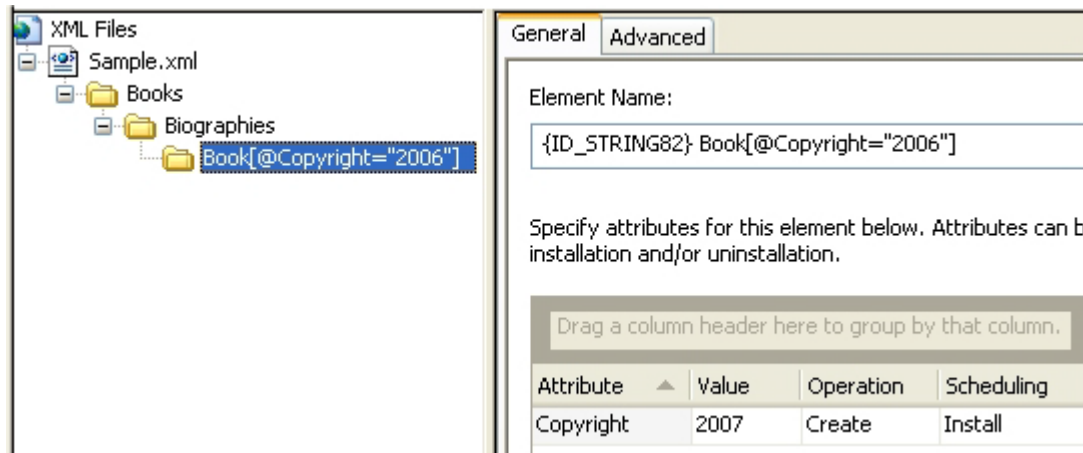 XML Files
Sample.xml
Books
Biographies
Book[@Copyright="2006"]
General Advanced
Element Name:
{ID_STRING82} Book[@Copyright="2006"]
Specify attributes for this element below. Attributes can b
installation and/or uninstallation.
Drag a column header here to group by that column.
Attribute Value Operation Scheduling
Copyright 2007 Create Install